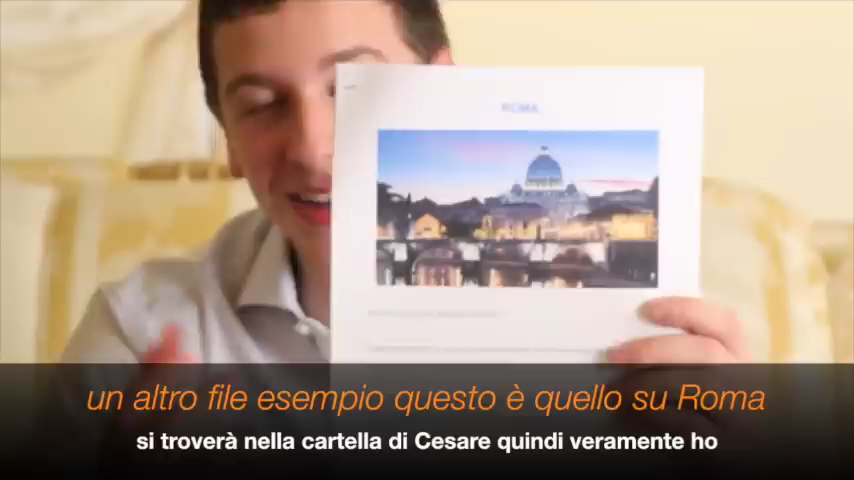 ROMA
un altro file esempio questo è quello su Roma
si troverà nella cartella di Cesare quindi veramente ho